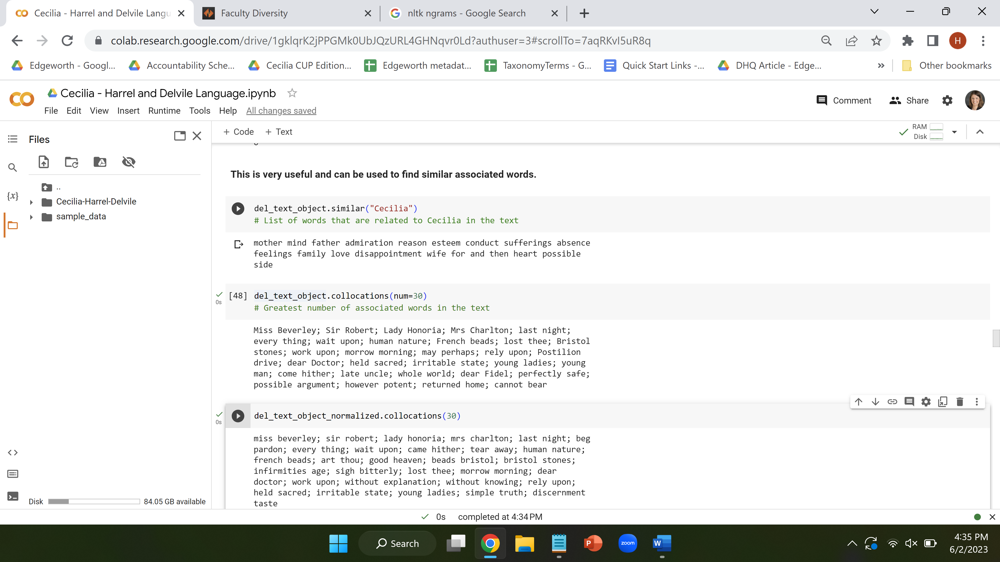 Cecilia - Harrel and Delvile Langu
Faculty Diversity
nltk ngrams - Google Search
colab.research.google.com/drive/1gklqrK2jPPGMk0UbJQzURL4GHNqvr0Ld?authuser=3#scrollTo=7aqRKvI5uR8q
H
Edgeworth - Googl...
Accountability Sche...
Cecilia CUP Edition...
Edgeworth metadat...
TaxonomyTerms - G...
Quick Start Links -...
DHQ Article - Edge...
»
Other bookmarks
Cecilia - Harrel and Delvile Language.ipynb
Comment
Share
File Edit View Insert Runtime Tools Help All changes saved
Files
+ Code + Text
RAM
Disk
..
Cecilia-Harrel-Delvile
sample_data
{x}
This is very useful and can be used to find similar associated words.
del_text_object.similar("Cecilia")
# List of words that are related to Cecilia in the text
mother mind father admiration reason esteem conduct sufferings absence
feelings family love disappointment wife for and then heart possible
side
[48] del_text_object.collocations(num=30)
0s
# Greatest number of associated words in the text
Miss Beverley; Sir Robert; Lady Honoria; Mrs Charlton; last night;
every thing; wait upon; human nature; French beads; lost thee; Bristol
stones; work upon; morrow morning; may perhaps; rely upon; Postilion
drive; dear Doctor; held sacred; irritable state; young ladies; young
man; come hither; late uncle; whole world; dear Fidel; perfectly safe;
possible argument; however potent; returned home; cannot bear
del_text_object_normalized.collocations(30)
0s
miss beverley; sir robert; lady honoria; mrs charlton; last night; beg
pardon; every thing; wait upon; came hither; tear away; human nature;
french beads; art thou; good heaven; beads bristol; bristol stones;
infirmities age; sigh bitterly; lost thee; morrow morning; dear
doctor; work upon; without explanation; without knowing; rely upon;
held sacred; irritable state; young ladies; simple truth; discernment
taste
Disk 84.05 GB available
0s completed at 4:34 PM
Search
P
zoom
W
4:35 PM
6/2/2023